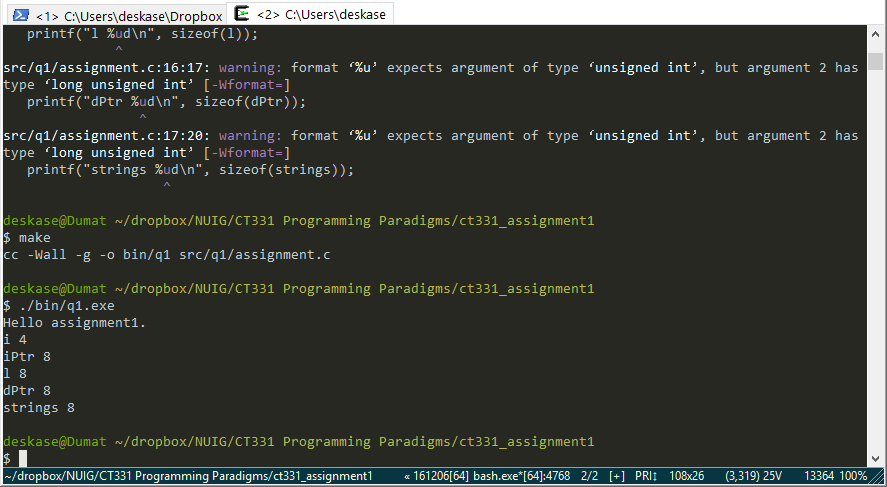 <1> C:\Users\deskase\Dropbox <2> C:\Users\deskase
printf("l %ud\n", sizeof(l));
^
src/q1/assignment.c:16:17: warning: format ‘%u’ expects argument of type ‘unsigned int’, but argument 2 has
type ‘long unsigned int’ [-Wformat=]
printf("dPtr %ud\n", sizeof(dPtr));
^
src/q1/assignment.c:17:20: warning: format ‘%u’ expects argument of type ‘unsigned int’, but argument 2 has
type ‘long unsigned int’ [-Wformat=]
printf("strings %ud\n", sizeof(strings));
^
deskase@Dumat ~/dropbox/NUIG/CT331 Programming Paradigms/ct331_assignment1
$ make
cc -Wall -g -o bin/q1 src/q1/assignment.c
deskase@Dumat ~/dropbox/NUIG/CT331 Programming Paradigms/ct331_assignment1
$ ./bin/q1.exe
Hello assignment1.
i 4
iPtr 8
l 8
dPtr 8
strings 8
deskase@Dumat ~/dropbox/NUIG/CT331 Programming Paradigms/ct331_assignment1
$
~/dropbox/NUIG/CT331 Programming Paradigms/ct331_assignment1 « 161206[64] bash.exe*[64]:4768 2/2 [+] PRI↕ 108x26 (3,319) 25V 13364 100%